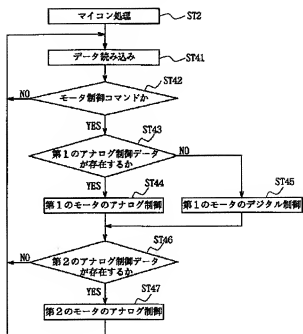 マイコン処理 ST2
データ読み込み ST41
ST42
モータ制御コマンドか
NO
YES
ST43
第1のアナログ制御データ
が存在するか
NO
YES
ST44
第1のモータのアナログ制御
ST45
第1のモータのデジタル制御
ST46
第2のアナログ制御データ
が存在するか
NO
YES
ST47
第2のモータのアナログ制御